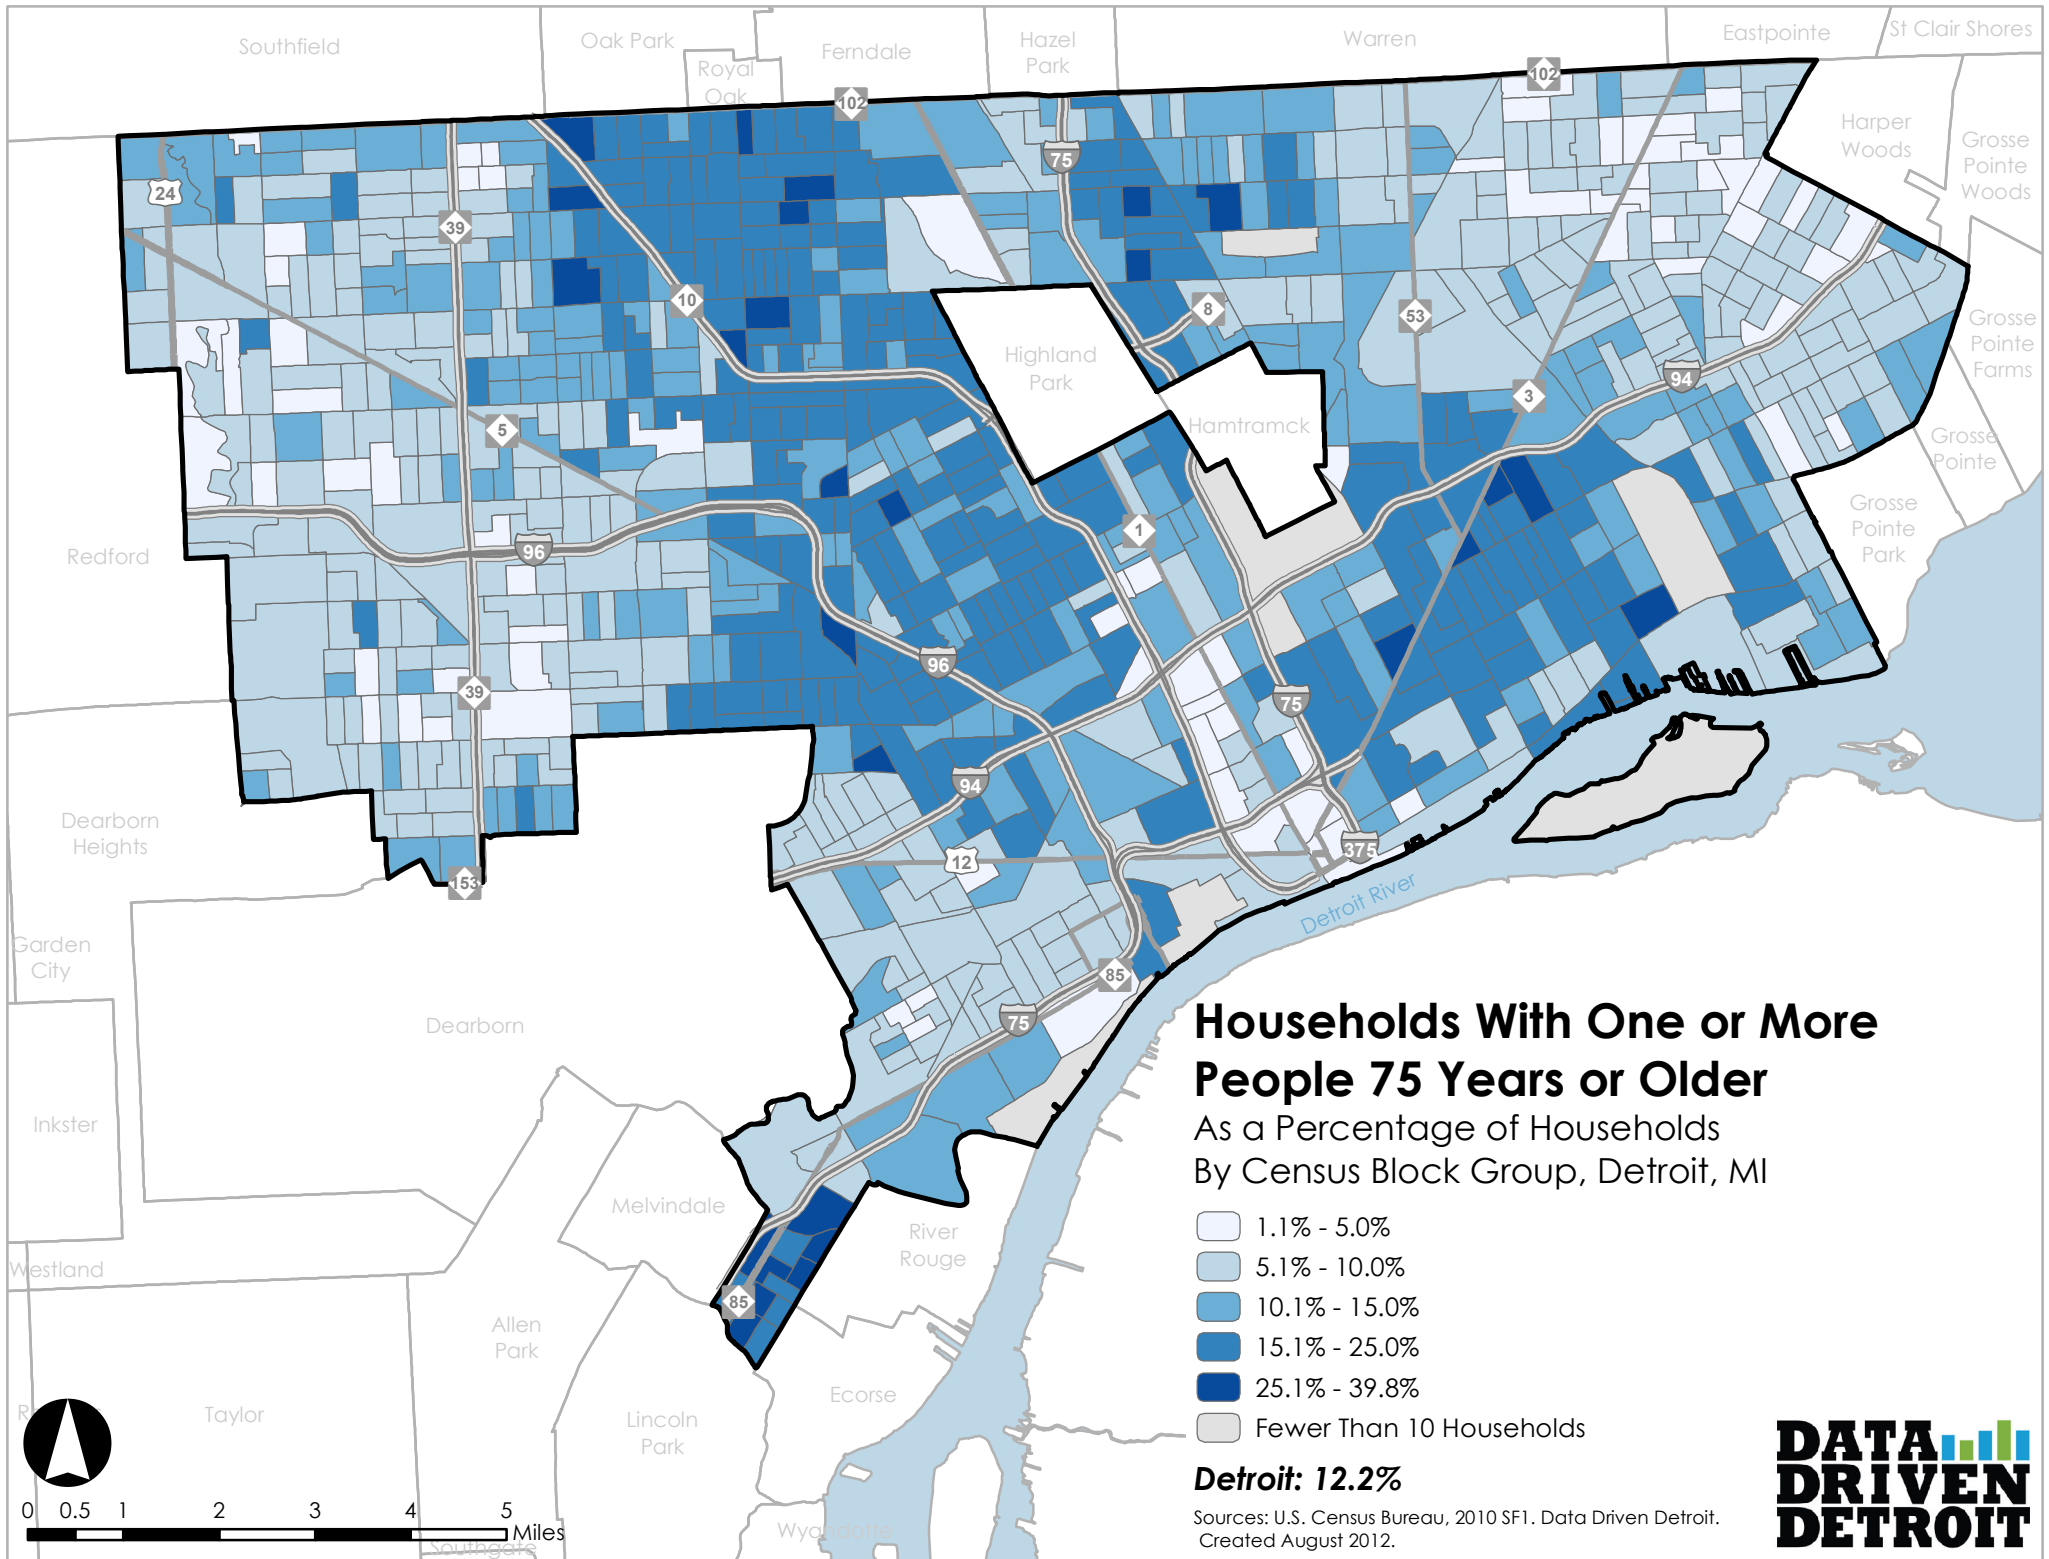 Southfield
Oak Park
Royal
Oak
Ferndale
Hazel
Park
Warren
Eastpointe
St Clair Shores
102
102
Harper
Woods
Grosse
Pointe
Woods
24
39
75
10
8
53
Highland
Park
Hamtramck
Grosse
Pointe
Farms
94
3
5
Grosse
Pointe
Grosse
Pointe
Park
1
96
Redford
96
39
75
94
12
375
Dearborn
Heights
153
Detroit River
Garden
City
85
75
Dearborn
Inkster
Melvindale
River
Rouge
Westland
85
Allen
Park
Ecorse
Taylor
Lincoln
Park
Wyandotte
Southgate
Households With One or More
People 75 Years or Older
As a Percentage of Households
By Census Block Group, Detroit, MI
1.1% - 5.0%
5.1% - 10.0%
10.1% - 15.0%
15.1% - 25.0%
25.1% - 39.8%
Fewer Than 10 Households
Detroit: 12.2%
Sources: U.S. Census Bureau, 2010 SF1. Data Driven Detroit.
Created August 2012.
0 0.5 1 2 3 4 5
Miles
DATA
DRIVEN
DETROIT